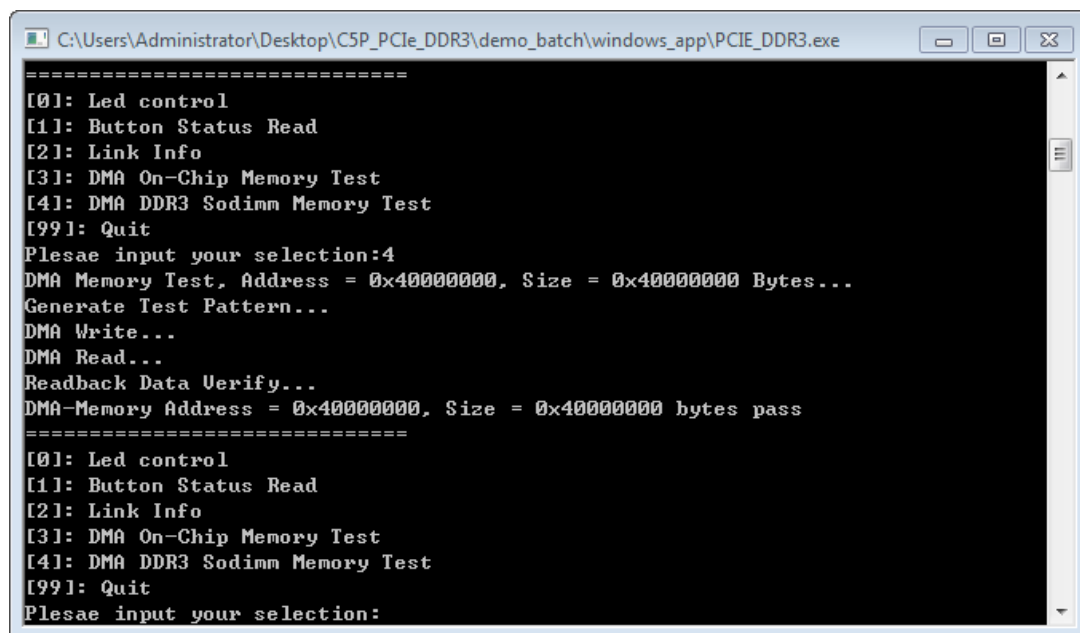 C:\Users\Administrator\Desktop\C5P_PCIe_DDR3\demo_batch\windows_app\PCIE_DDR3.exe
==============================
[0]: Led control
[1]: Button Status Read
[2]: Link Info
[3]: DMA On-Chip Memory Test
[4]: DMA DDR3 Sodimm Memory Test
[99]: Quit
Plesae input your selection:4
DMA Memory Test, Address = 0x40000000, Size = 0x40000000 Bytes...
Generate Test Pattern...
DMA Write...
DMA Read...
Readback Data Verify...
DMA-Memory Address = 0x40000000, Size = 0x40000000 bytes pass
==============================
[0]: Led control
[1]: Button Status Read
[2]: Link Info
[3]: DMA On-Chip Memory Test
[4]: DMA DDR3 Sodimm Memory Test
[99]: Quit
Plesae input your selection: